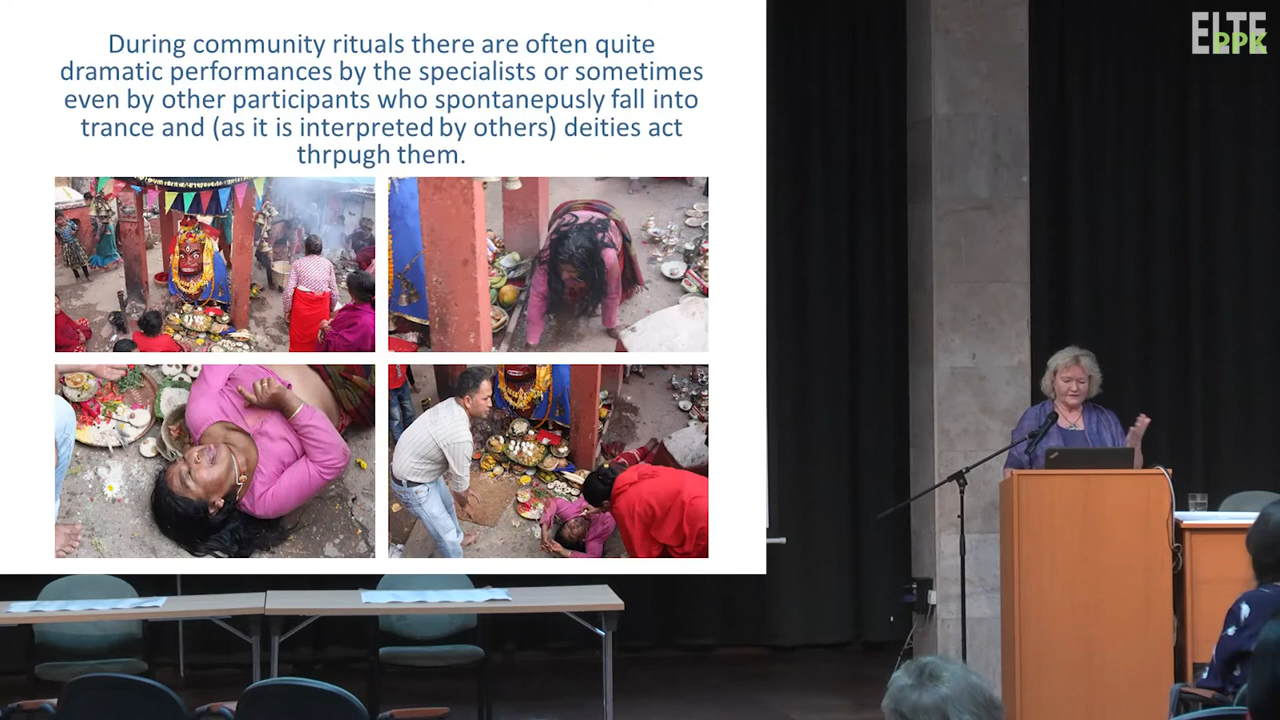 During community rituals there are often quite
dramatic performances by the specialists or sometimes
even by other participants who spontanepusly fall into
trance and (as it is interpreted by others) deities act
thrpugh them.
ELTE
PPK